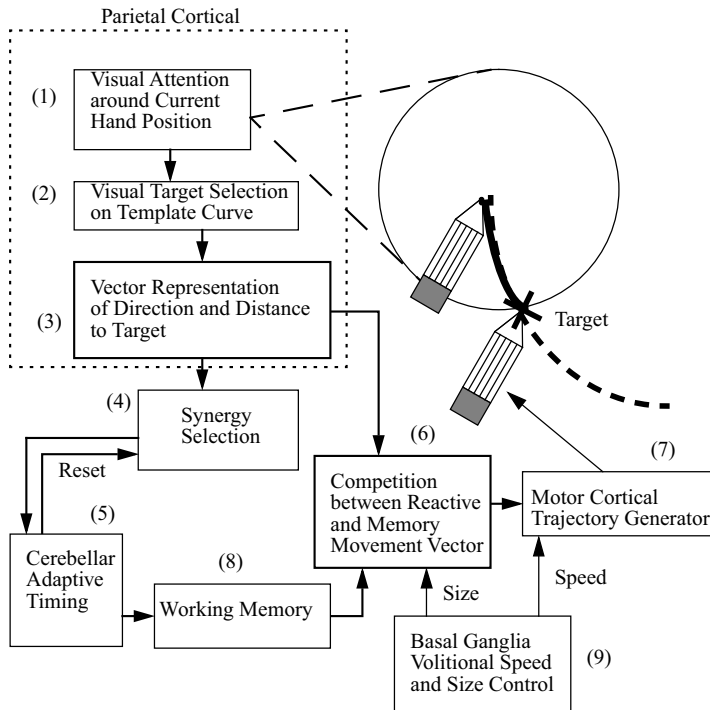 Parietal Cortical
(1)
Visual Attention
around Current
Hand Position
(2)
Visual Target Selection
on Template Curve
(3)
Vector Representation
of Direction and Distance
to Target
Target
(4)
Synergy
Selection
Reset
(5)
Cerebellar
Adaptive
Timing
(6)
Competition
between Reactive
and Memory
Movement Vector
(7)
Motor Cortical
Trajectory Generator
(8)
Working Memory
Size
Speed
Basal Ganglia
Volitional Speed
and Size Control
(9)